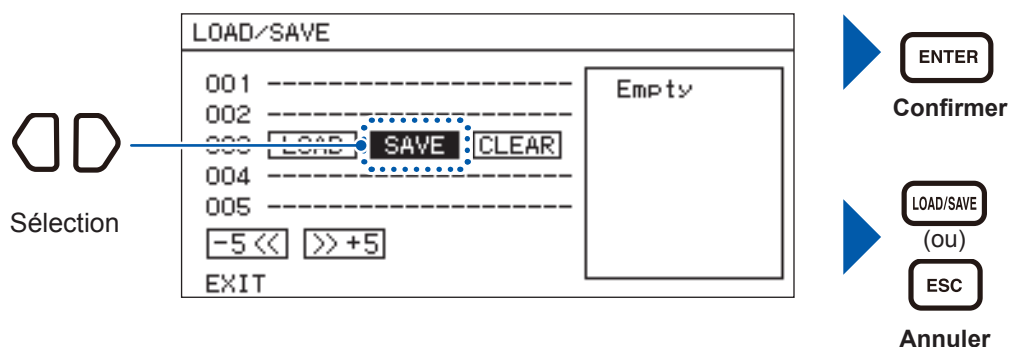 LOAD/SAVE
001 --------------------
002 --------------------
003 LOAD SAVE CLEAR
004 --------------------
005 --------------------
-5 << >> +5
EXIT
Empty
Sélection
ENTER
Confirmer
LOAD/SAVE
(ou)
ESC
Annuler